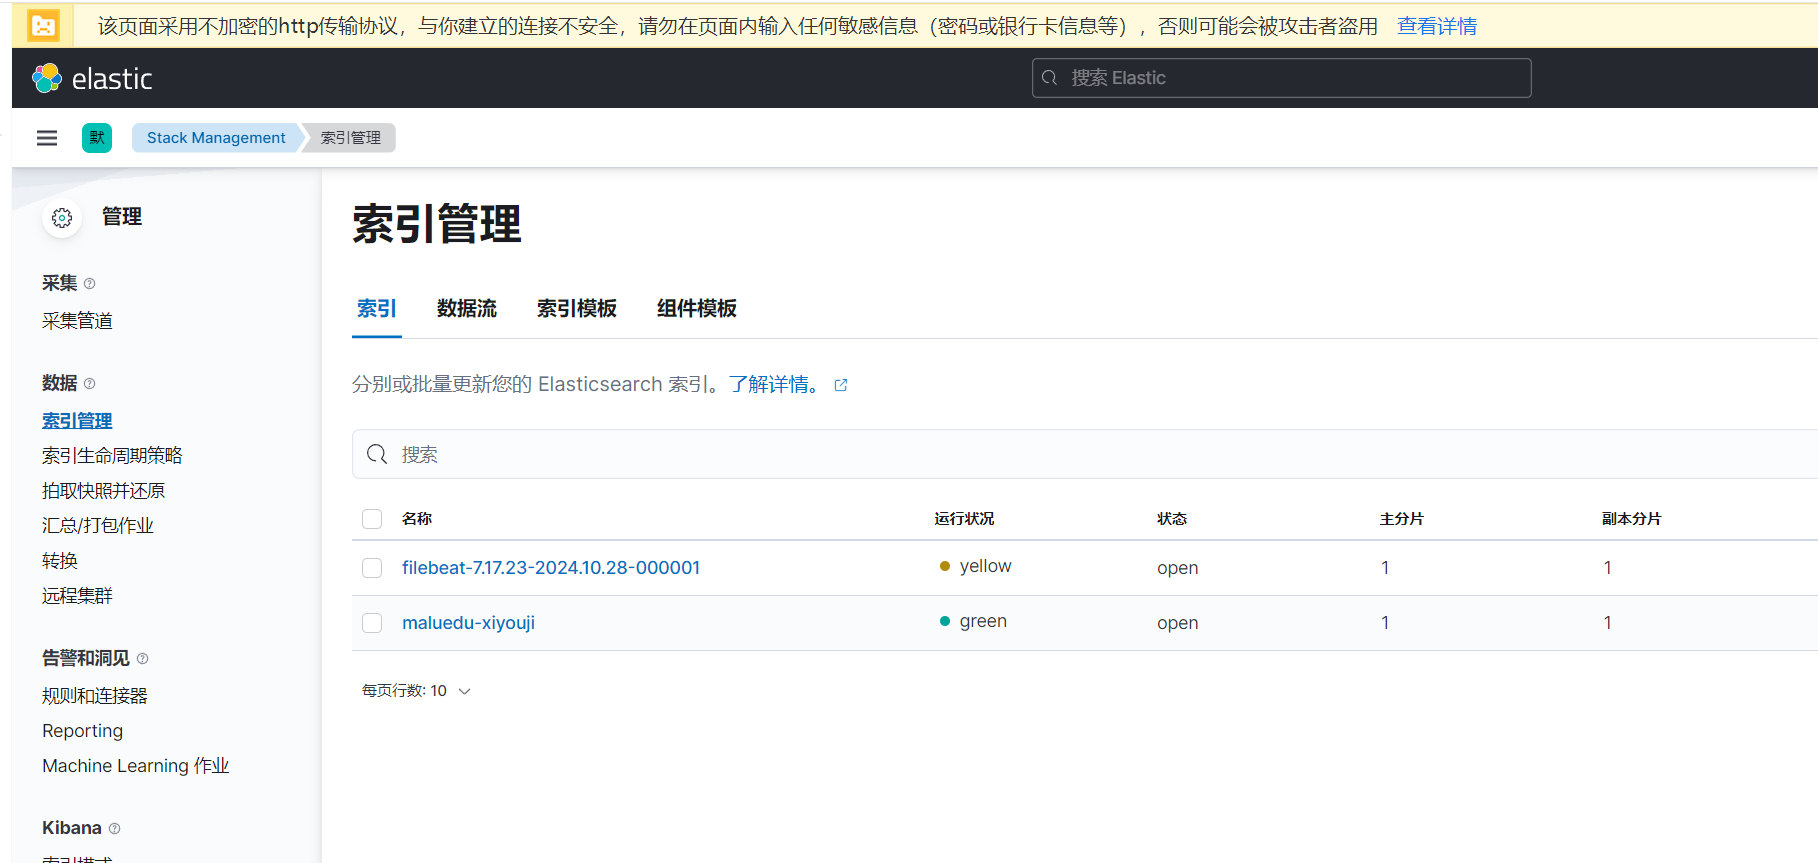 该页面采用不加密的http传输协议，与你建立的连接不安全，请勿在页面内输入任何敏感信息（密码或银行卡信息等），否则可能会被攻击者盗用 查看详情
elastic
搜索 Elastic
默
Stack Management
索引管理
管理
采集
采集管道
数据
索引管理
索引生命周期策略
拍取快照并还原
汇总/打包作业
转换
远程集群
告警和洞见
规则和连接器
Reporting
Machine Learning 作业
Kibana
索引模式
索引管理
索引 数据流 索引模板 组件模板
分别或批量更新您的 Elasticsearch 索引。了解详情。
搜索
名称 运行状况 状态 主分片 副本分片
filebeat-7.17.23-2024.10.28-000001 yellow open 1 1
maluedu-xiyouji green open 1 1
每页行数: 10